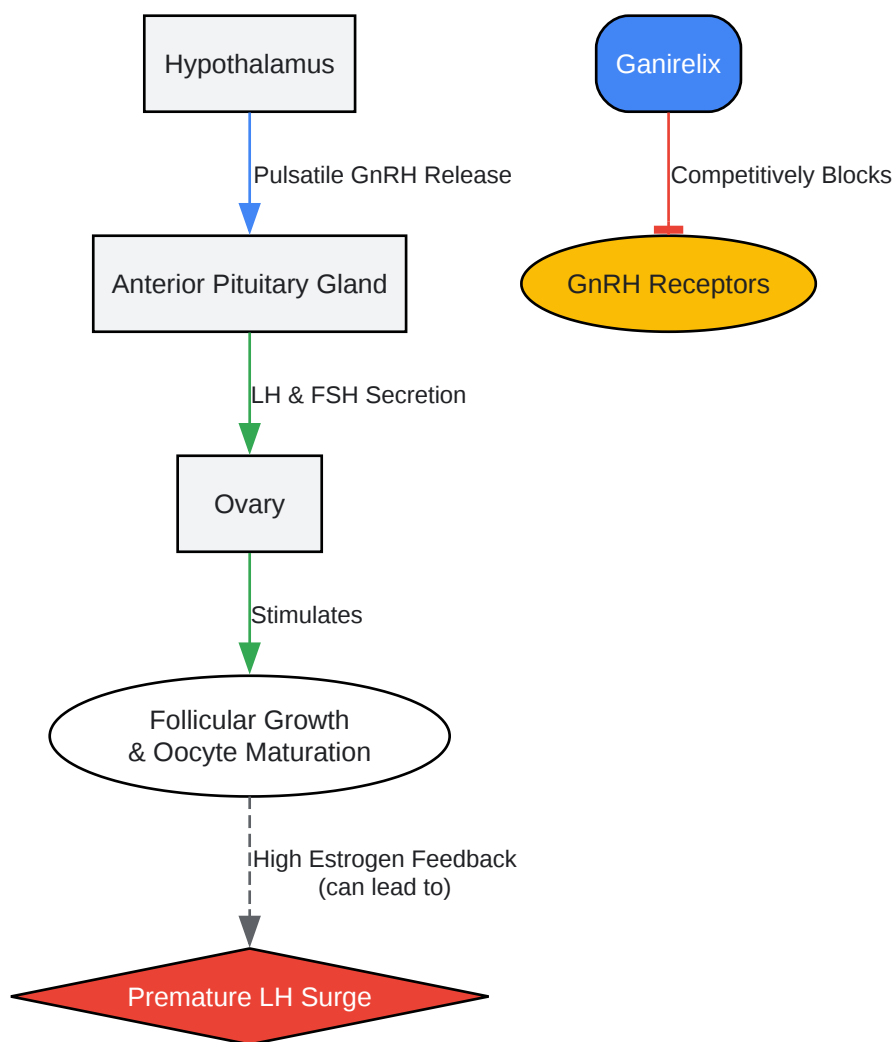 Hypothalamus
Ganirelix
Pulsatile GnRH Release
Competitively Blocks
Anterior Pituitary Gland
GnRH Receptors
LH & FSH Secretion
Ovary
Stimulates
Follicular Growth
& Oocyte Maturation
High Estrogen Feedback
(can lead to)
Premature LH Surge